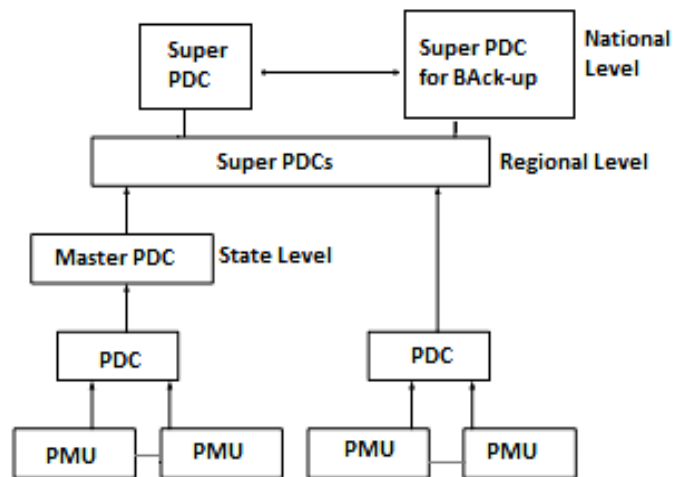 Super
PDC
Super PDC
for BAck-up
National
Level
Super PDCs
Regional Level
Master PDC
State Level
PDC
PDC
PMU
PMU
PMU
PMU